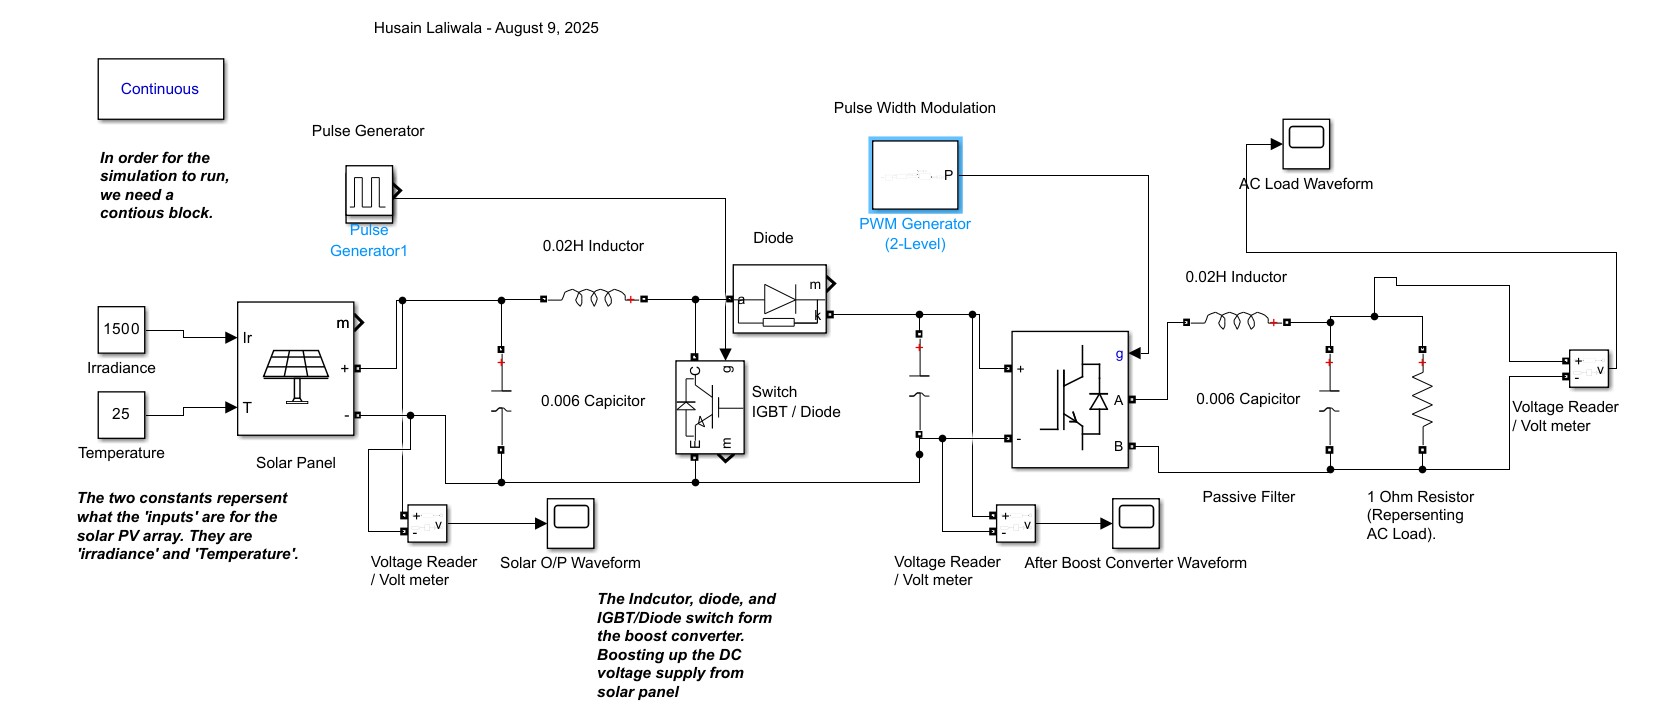 Husain Laliwala - August 9, 2025
Continuous
In order for the
simulation to run,
we need a
contious block.
Pulse Generator
Pulse
Generator1
Pulse Width Modulation
P
PWM Generator
(2-Level)
AC Load Waveform
0.02H Inductor
Diode
a
m
k
0.02H Inductor
1500
Irradiance
25
Temperature
Ir
T
m
+
-
Solar Panel
+
0.006 Capicitor
+
C
g
E
m
Switch
IGBT / Diode
+
+
-
g
A
B
+
+
0.006 Capicitor
+
+
-
v
Voltage Reader
/ Volt meter
The two constants repersent
what the 'inputs' are for the
solar PV array. They are
'irradiance' and 'Temperature'.
+
-
v
Voltage Reader
/ Volt meter
Solar O/P Waveform
+
-
v
Voltage Reader
/ Volt meter
After Boost Converter Waveform
Passive Filter
1 Ohm Resistor
(Repersenting
AC Load).
The Indcutor, diode, and
IGBT/Diode switch form
the boost converter.
Boosting up the DC
voltage supply from
solar panel